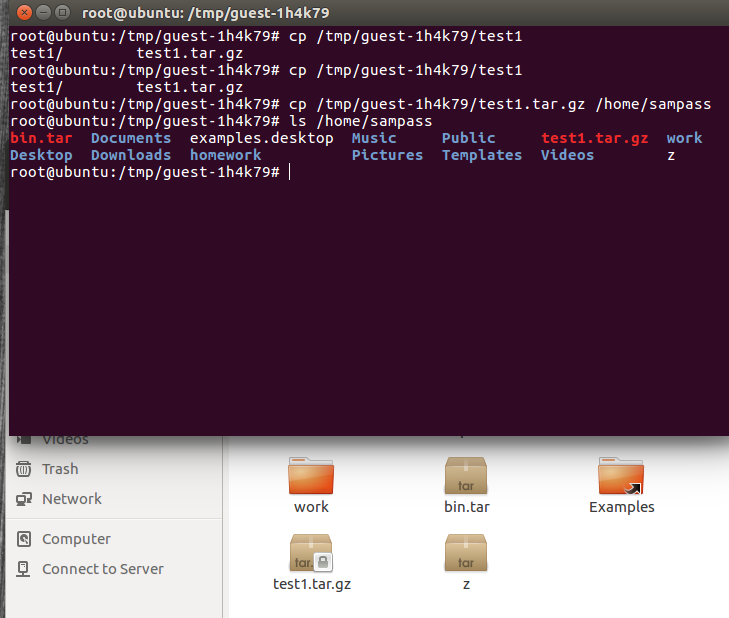 root@ubuntu: /tmp/guest-1h4k79
root@ubuntu:/tmp/guest-1h4k79# cp /tmp/guest-1h4k79/test1
test1/        test1.tar.gz
root@ubuntu:/tmp/guest-1h4k79# cp /tmp/guest-1h4k79/test1
test1/        test1.tar.gz
root@ubuntu:/tmp/guest-1h4k79# cp /tmp/guest-1h4k79/test1.tar.gz /home/sampass
root@ubuntu:/tmp/guest-1h4k79# ls /home/sampass
bin.tar  Documents  examples.desktop  Music     Public     test1.tar.gz  work
Desktop  Downloads  homework          Pictures  Templates  Videos        z
root@ubuntu:/tmp/guest-1h4k79#
Videos
Trash
Network
Computer
Connect to Server
tar
work
bin.tar
Examples
tar.
tar
test1.tar.gz
z